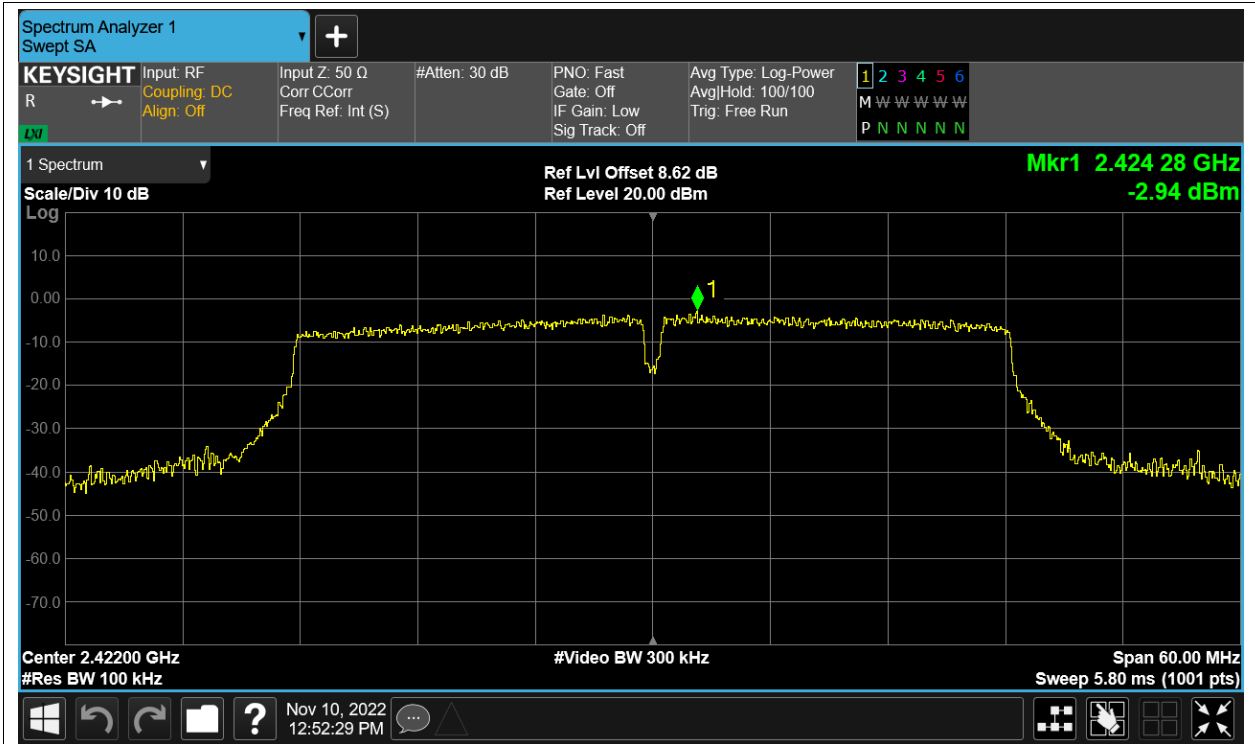 Spectrum Analyzer 1
Swept SA
+
KEYSIGHT
R
LXI
Input: RF
Coupling: DC
Align: Off
Input Z: 50 Ω
Corr CCorr
Freq Ref: Int (S)
#Atten: 30 dB
PNO: Fast
Gate: Off
IF Gain: Low
Sig Track: Off
Avg Type: Log-Power
Avg|Hold: 100/100
Trig: Free Run
1 2 3 4 5 6
M W W W W W
P N N N N N
1 Spectrum
Scale/Div 10 dB
Log
Ref Lvl Offset 8.62 dB
Ref Level 20.00 dBm
Mkr1 2.424 28 GHz
-2.94 dBm
10.0
0.00
-10.0
-20.0
-30.0
-40.0
-50.0
-60.0
-70.0
1
Center 2.42200 GHz
#Res BW 100 kHz
#Video BW 300 kHz
Span 60.00 MHz
Sweep 5.80 ms (1001 pts)
?
Nov 10, 2022
12:52:29 PM